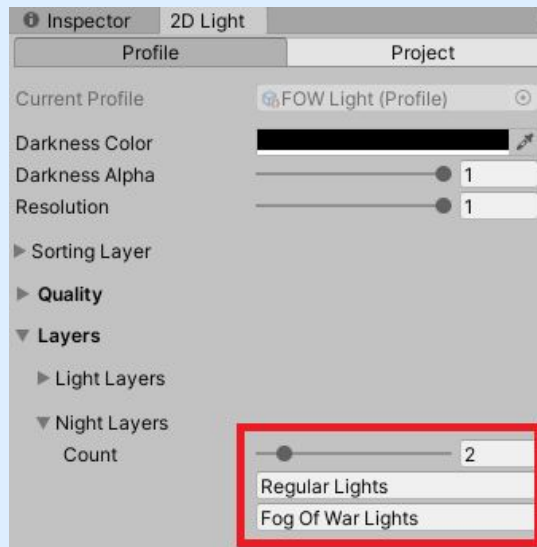 Inspector 2D Light
Profile Project
Current Profile FOW Light (Profile)
Darkness Color
Darkness Alpha 1
Resolution 1
Sorting Layer
Quality
Layers
Light Layers
Night Layers
Count 2
Regular Lights
Fog Of War Lights